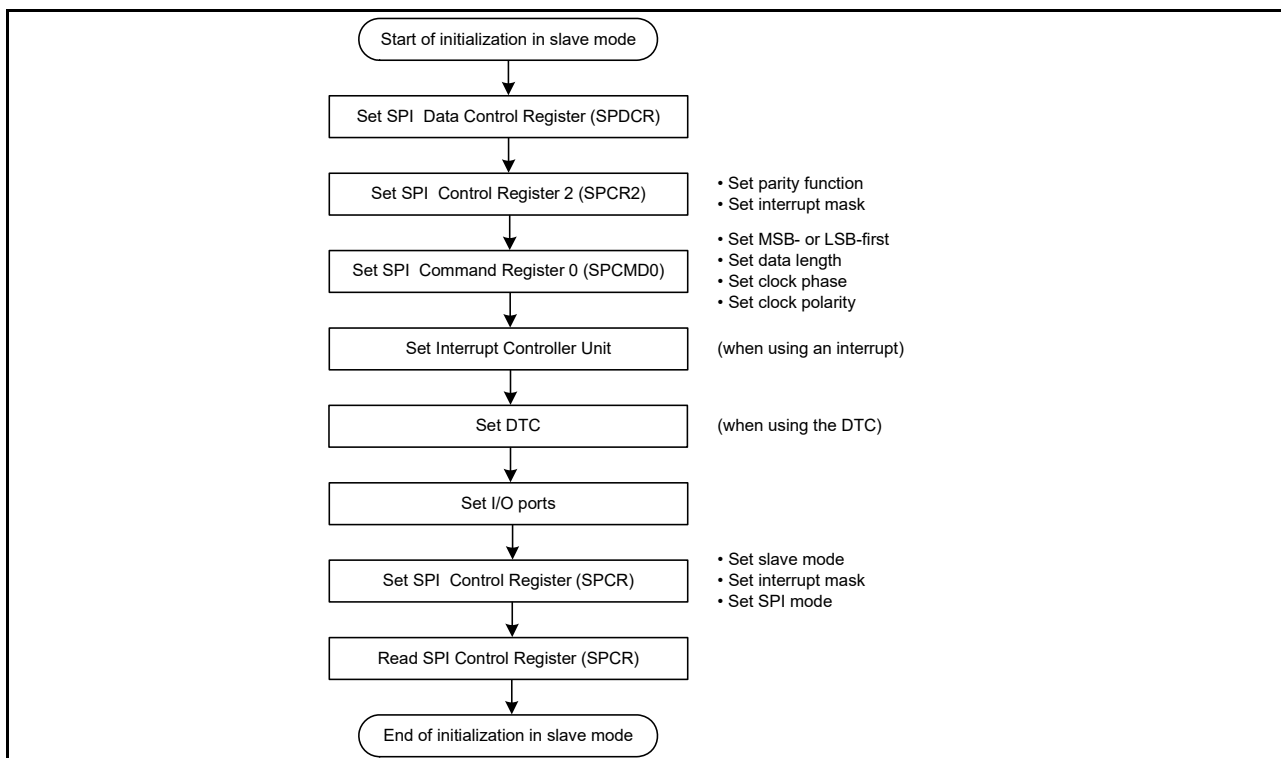 Start of initialization in slave mode
Set SPI Data Control Register (SPDCR)
Set SPI Control Register 2 (SPCR2)
• Set parity function
• Set interrupt mask
Set SPI Command Register 0 (SPCMD0)
• Set MSB- or LSB-first
• Set data length
• Set clock phase
• Set clock polarity
Set Interrupt Controller Unit
(when using an interrupt)
Set DTC
(when using the DTC)
Set I/O ports
Set SPI Control Register (SPCR)
• Set slave mode
• Set interrupt mask
• Set SPI mode
Read SPI Control Register (SPCR)
End of initialization in slave mode